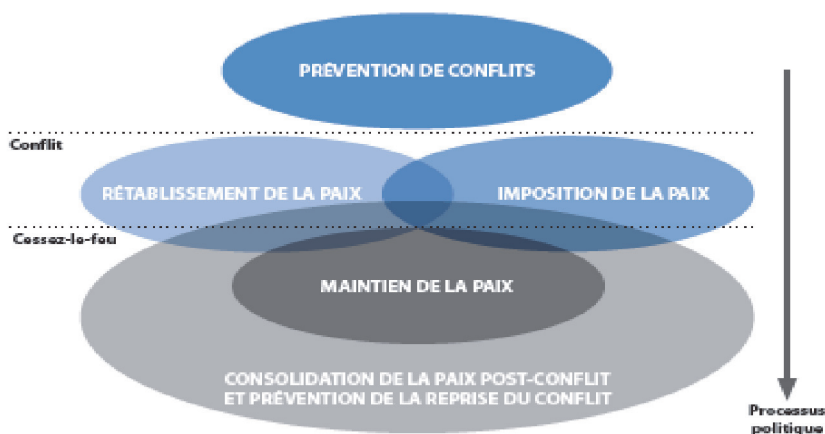 PRÉVENTION DE CONFLITS
Conflit
RÉTABLISSEMENT DE LA PAIX
IMPOSITION DE LA PAIX
Cessez-le-feu
MAINTIEN DE LA PAIX
CONSOLIDATION DE LA PAIX POST-CONFLIT
ET PRÉVENTION DE LA REPRISE DU CONFLIT
Processus
politique